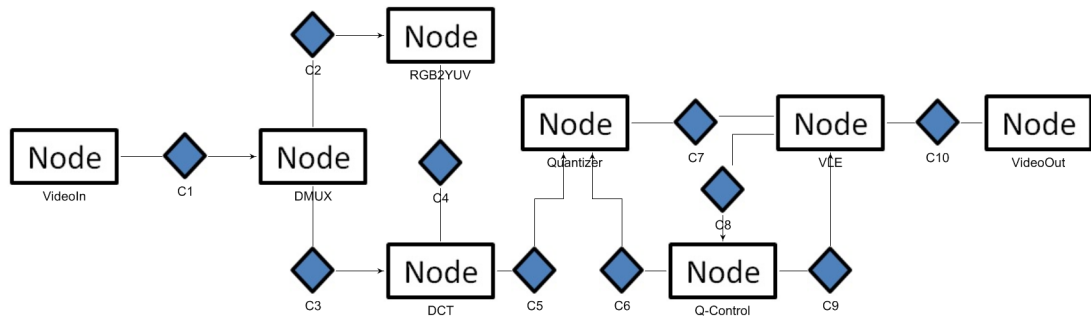 Node
VideoIn
C1
Node
DMUX
C2
Node
RGB2YUV
C3
C4
Node
DCT
C5
Node
Quantizer
C6
C7
C8
Node
Q-Control
C9
Node
VLE
C10
Node
VideoOut